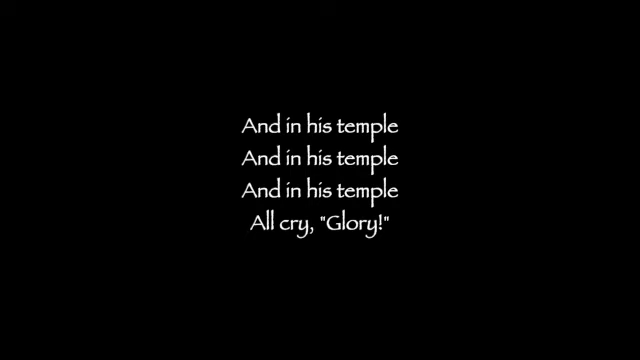 And in his temple
And in his temple
And in his temple
All cry, "Glory!"